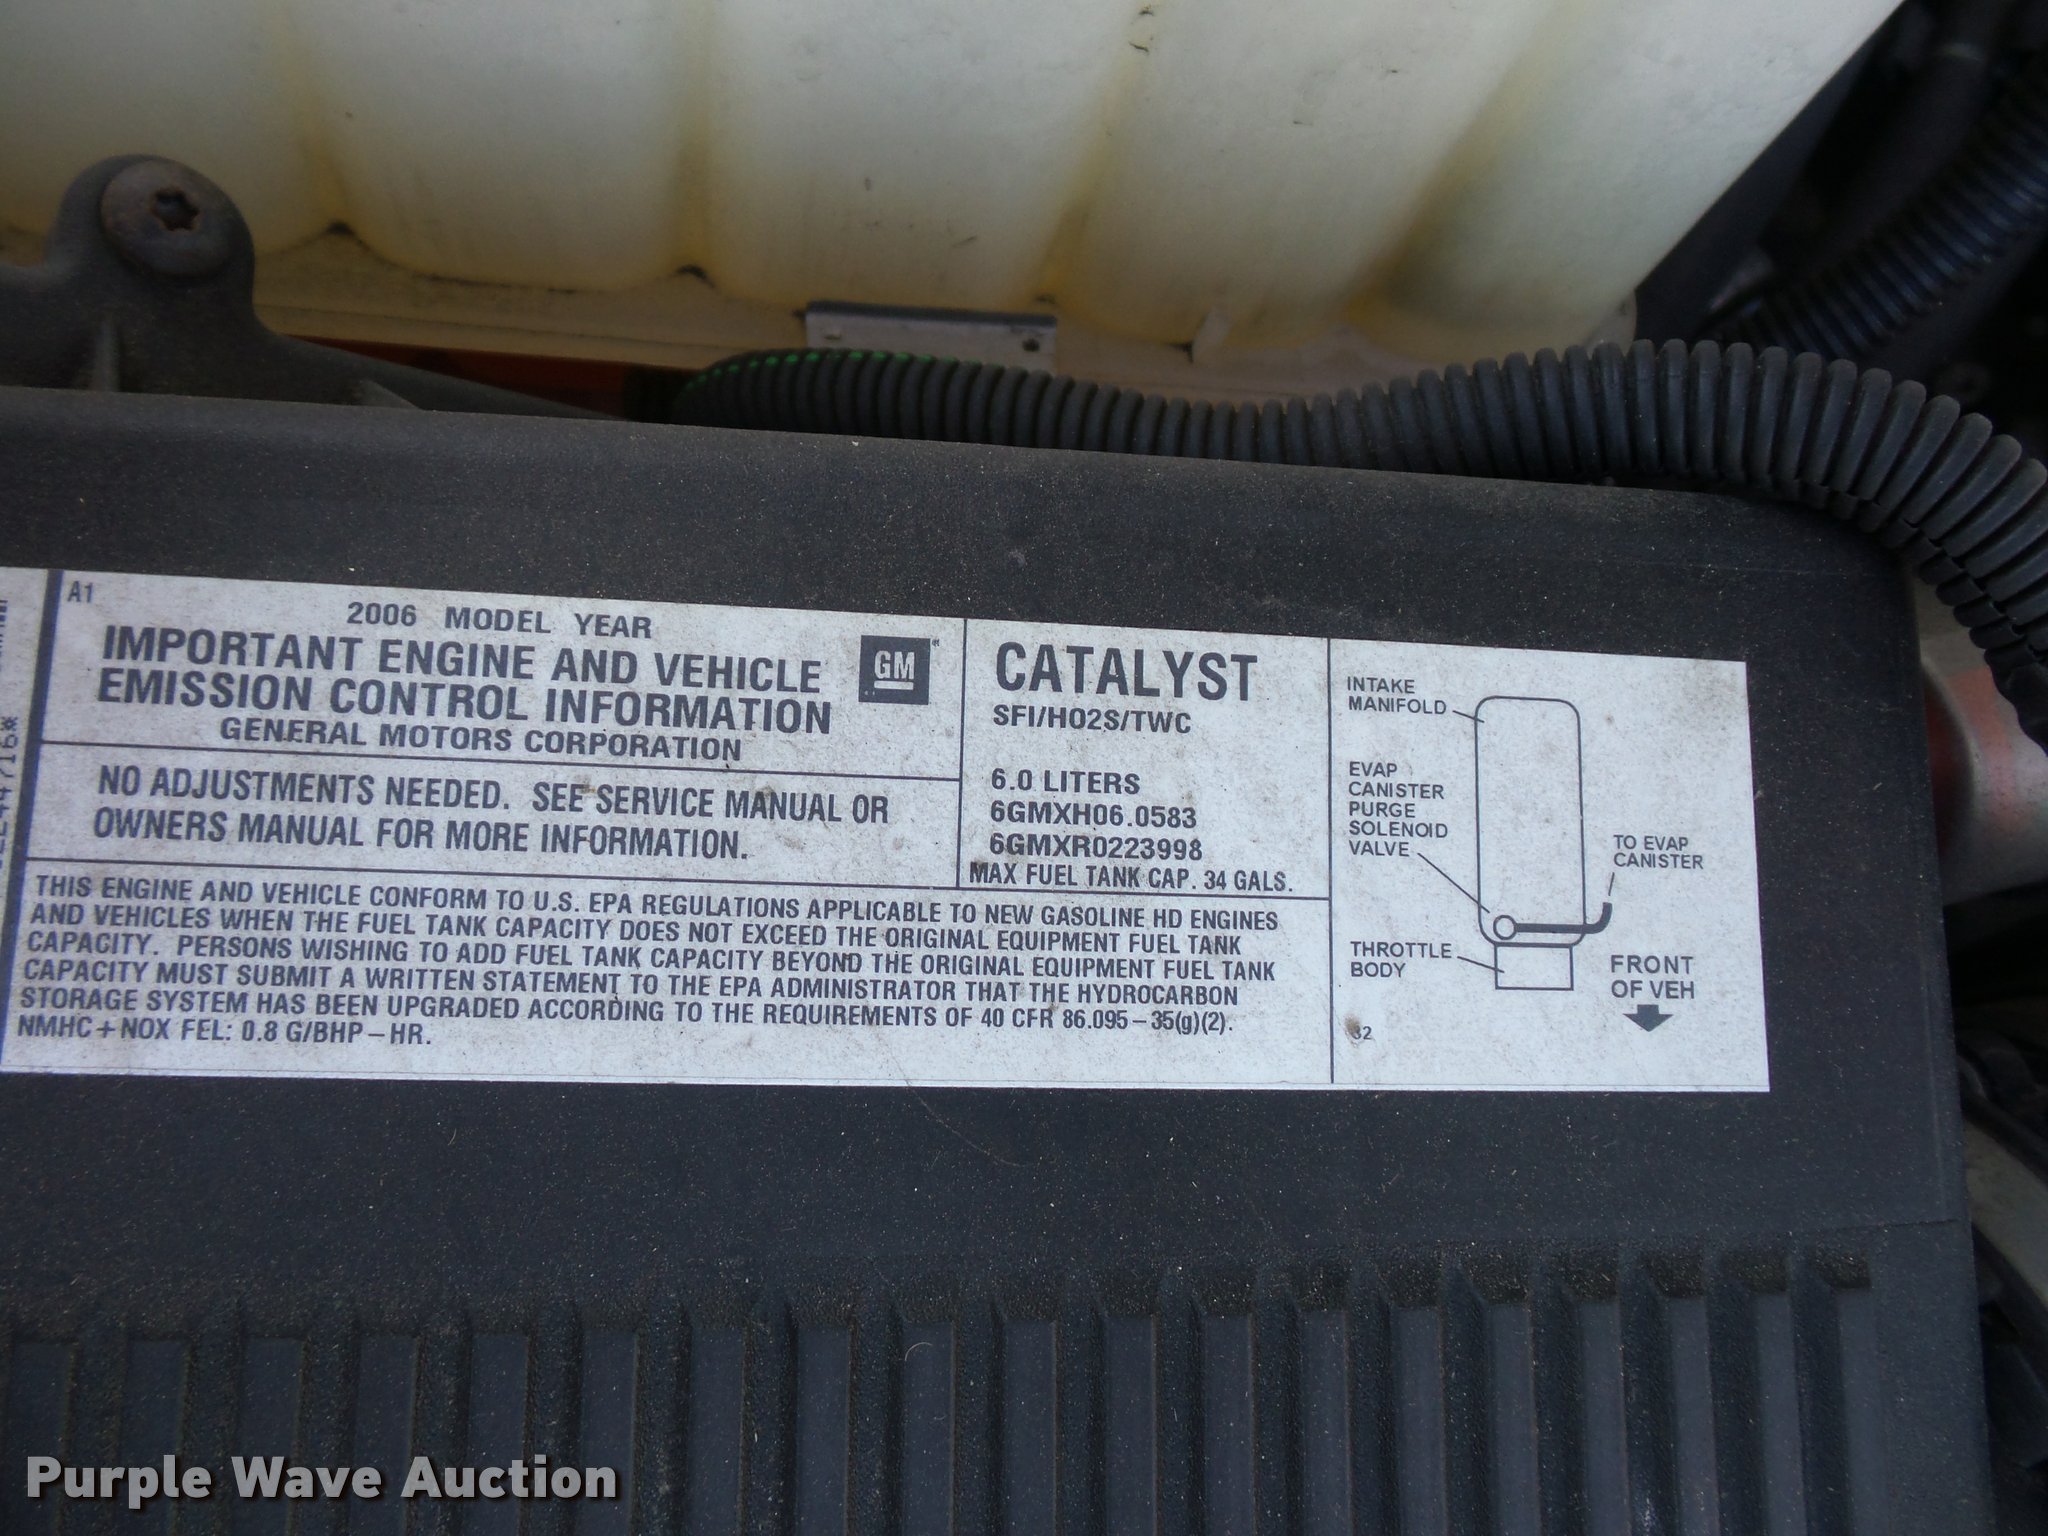 A1
2006 MODEL YEAR
IMPORTANT ENGINE AND VEHICLE
EMISSION CONTROL INFORMATION
GENERAL MOTORS CORPORATION
GM
NO ADJUSTMENTS NEEDED. SEE SERVICE MANUAL OR
OWNERS MANUAL FOR MORE INFORMATION.
CATALYST
SFI/HO2S/TWC
6.0 LITERS
6GMXH06.0583
6GMXR0223998
MAX FUEL TANK CAP. 34 GALS.
THIS ENGINE AND VEHICLE CONFORM TO U.S. EPA REGULATIONS APPLICABLE TO NEW GASOLINE HD ENGINES
AND VEHICLES WHEN THE FUEL TANK CAPACITY DOES NOT EXCEED THE ORIGINAL EQUIPMENT FUEL TANK
CAPACITY. PERSONS WISHING TO ADD FUEL TANK CAPACITY BEYOND THE ORIGINAL EQUIPMENT FUEL TANK
CAPACITY MUST SUBMIT A WRITTEN STATEMENT TO THE EPA ADMINISTRATOR THAT THE HYDROCARBON
STORAGE SYSTEM HAS BEEN UPGRADED ACCORDING TO THE REQUIREMENTS OF 40 CFR 86.095-35(g)(2).
NMHC+NOX FEL: 0.8 G/BHP-HR.
INTAKE
MANIFOLD
EVAP
CANISTER
PURGE
SOLENOID
VALVE
TO EVAP
CANISTER
THROTTLE
BODY
FRONT
OF VEH
Purple Wave Auction